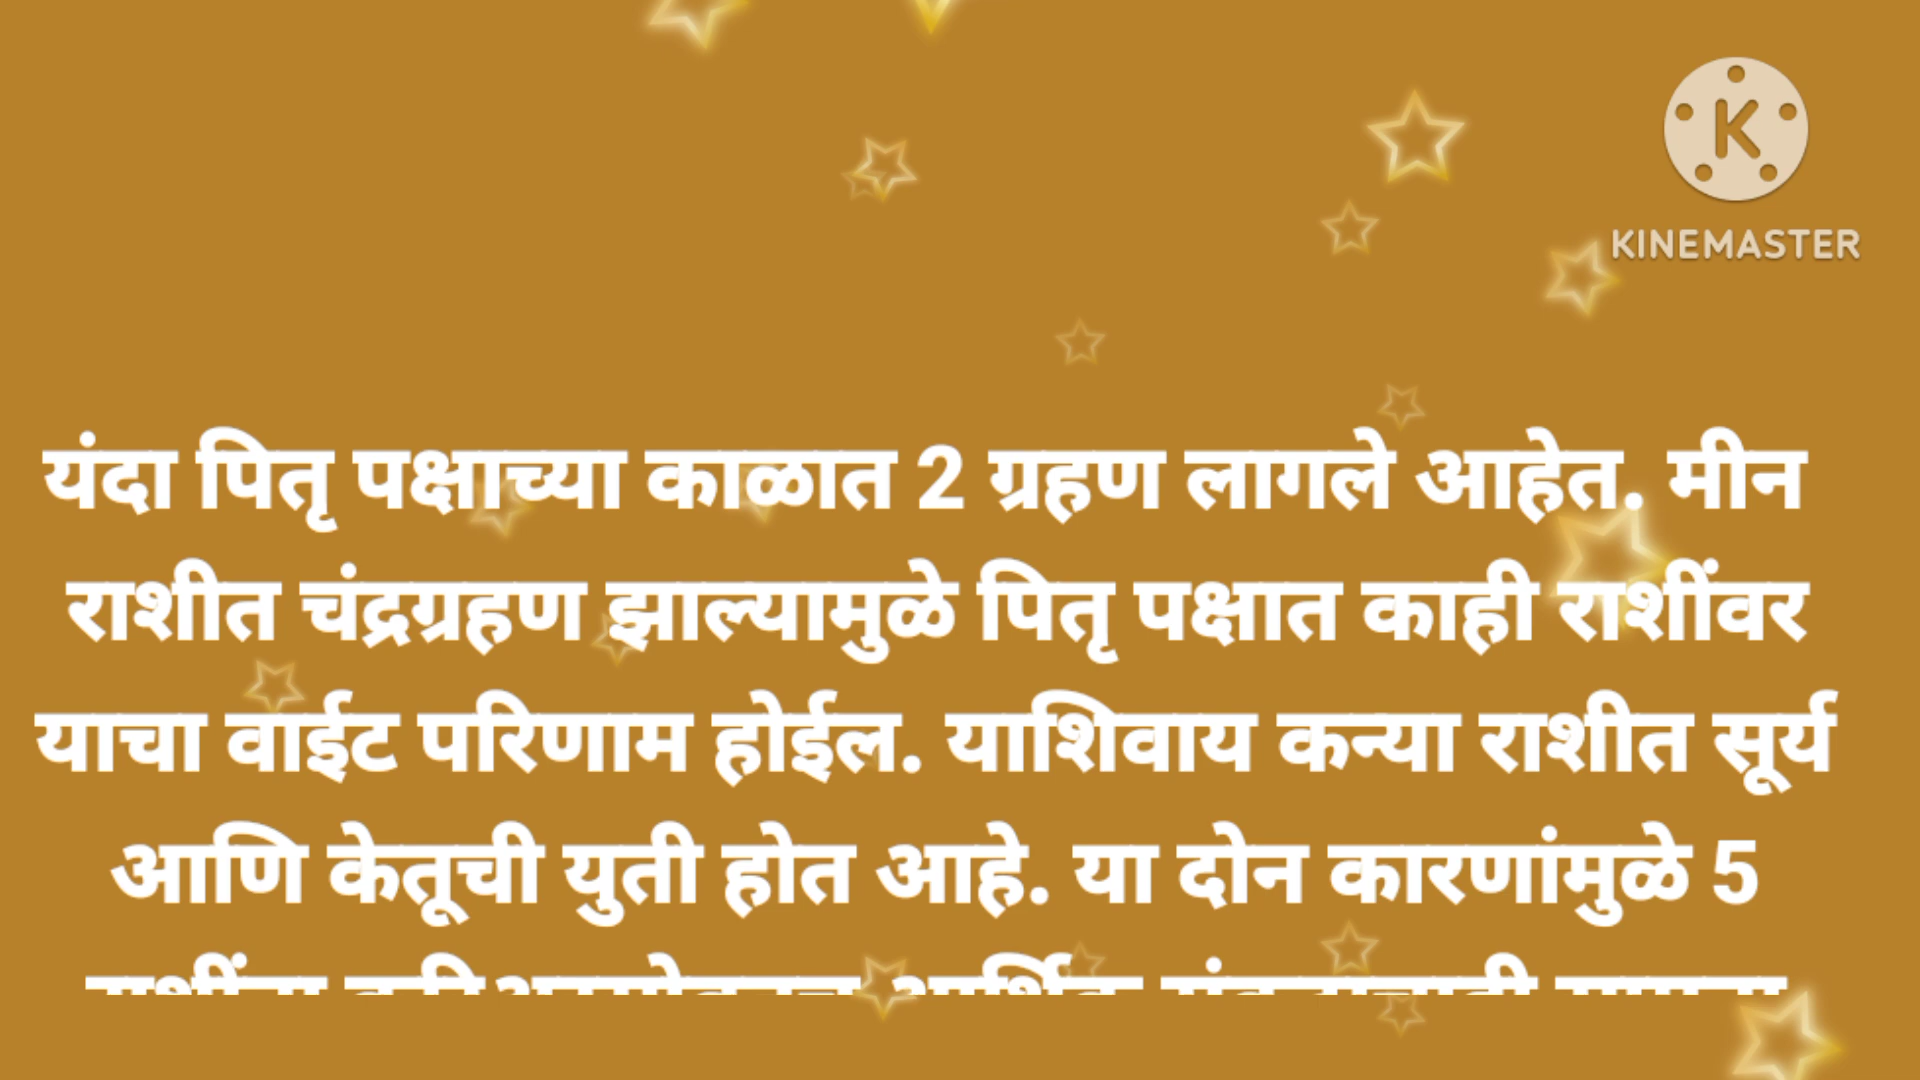 KINEMASTER
यंदा पितृ पक्षाच्या काळात 2 ग्रहण लागले आहेत. मीन
राशीत चंद्रग्रहण झाल्यामुळे पितृ पक्षात काही राशींवर
याचा वाईट परिणाम होईल. याशिवाय कन्या राशीत सूर्य
आणि केतूची युती होत आहे. या दोन कारणांमुळे 5